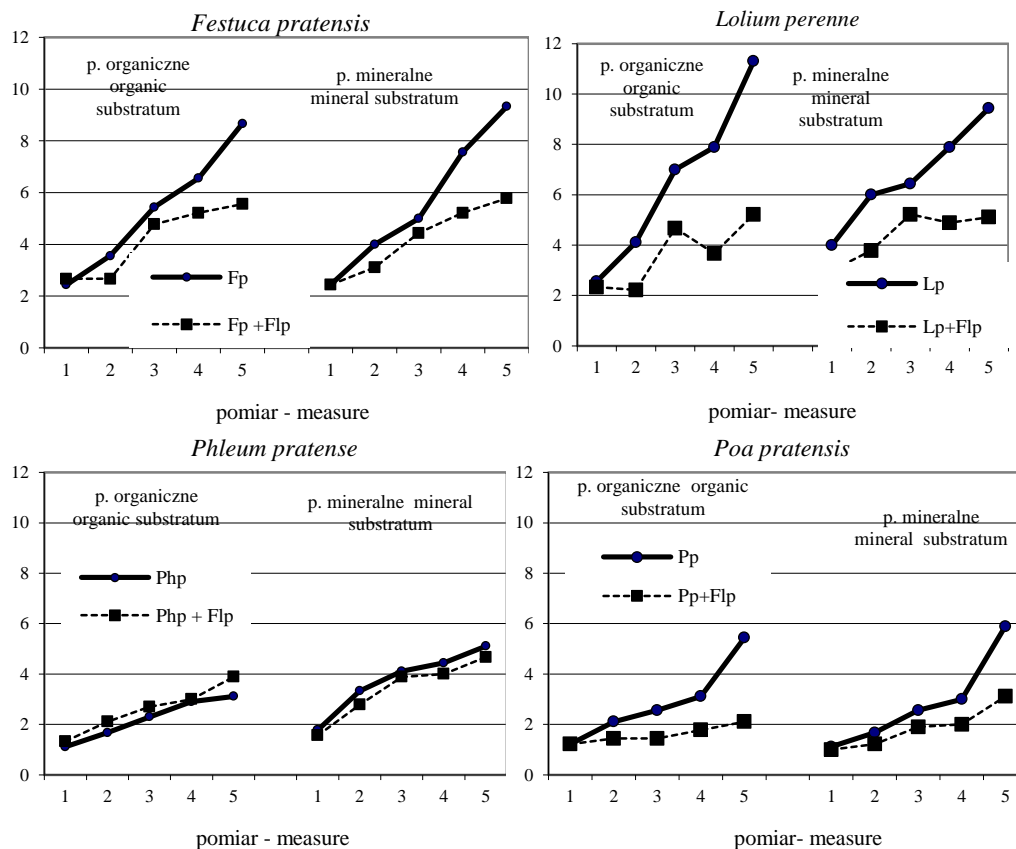 Festuca pratensis
12
10
8
6
4
2
0
p. organiczne
organic
substratum
p. mineralne
mineral substratum
Fp
Fp +Flp
1 2 3 4 5 1 2 3 4 5
pomiar - measure
Lolium perenne
12
10
8
6
4
2
0
p. organiczne
organic
substratum
p. mineralne
mineral
substratum
Lp
Lp+Flp
1 2 3 4 5 1 2 3 4 5
pomiar- measure
Phleum pratense
12
10
8
6
4
2
0
p. organiczne
organic substratum
p. mineralne mineral
substratum
Php
Php + Flp
1 2 3 4 5 1 2 3 4 5
pomiar - measure
Poa pratensis
12
10
8
6
4
2
0
p. organiczne organic
substratum
p. mineralne
mineral substratum
Pp
Pp+Flp
1 2 3 4 5 1 2 3 4 5
pomiar- measure